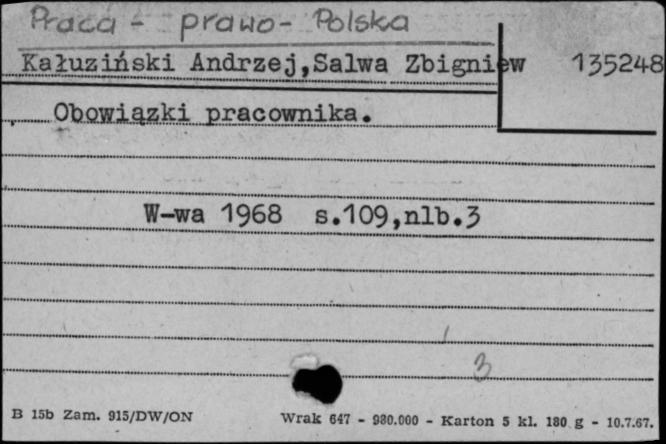 Praca - prawo - Polska
Kałuziński Andrzej,Salwa Zbigniew 135248
Obowiązki pracownika.
W-wa 1968 s.109,nlb.3
3
B 15b Zam. 915/DW/ON Wrak 647 - 980.000 - Karton 5 kl. 180 g - 10.7.67.